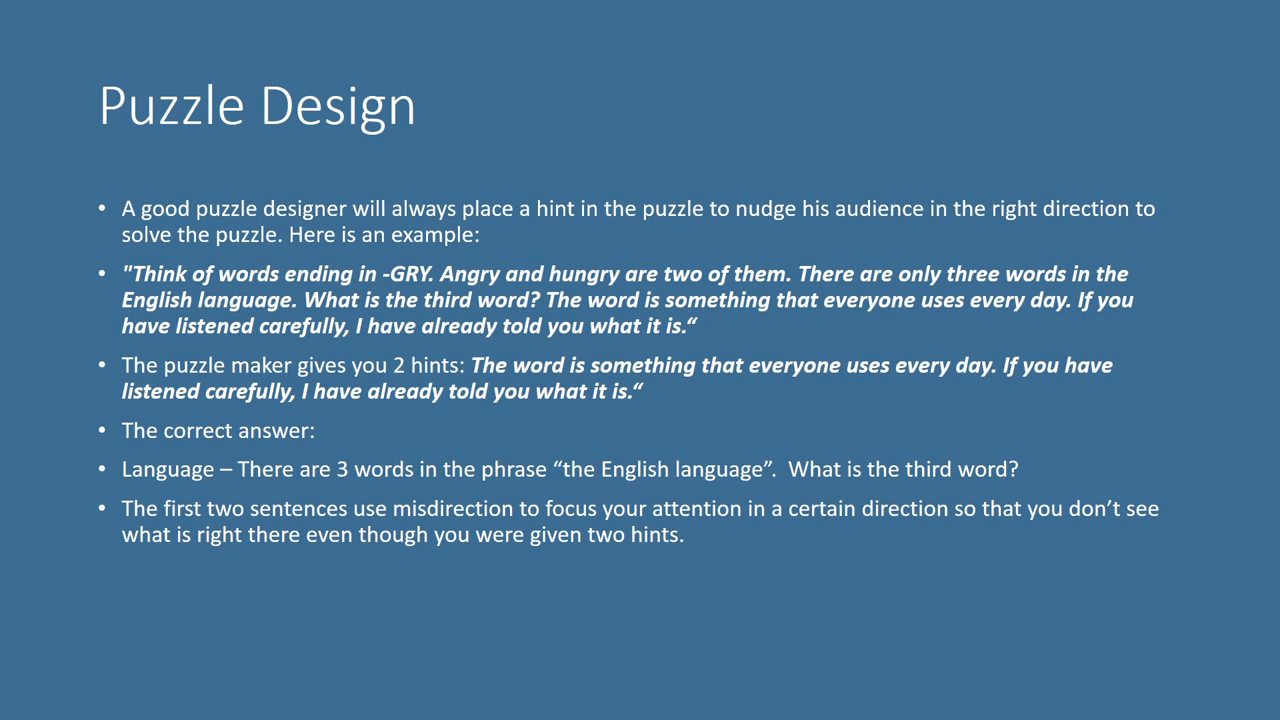 Puzzle Design
• A good puzzle designer will always place a hint in the puzzle to nudge his audience in the right direction to
solve the puzzle. Here is an example:
• "Think of words ending in -GRY. Angry and hungry are two of them. There are only three words in the
English language. What is the third word? The word is something that everyone uses every day. If you
have listened carefully, I have already told you what it is.“
• The puzzle maker gives you 2 hints: The word is something that everyone uses every day. If you have
listened carefully, I have already told you what it is.“
• The correct answer:
• Language – There are 3 words in the phrase “the English language”.  What is the third word?
• The first two sentences use misdirection to focus your attention in a certain direction so that you don’t see
what is right there even though you were given two hints.